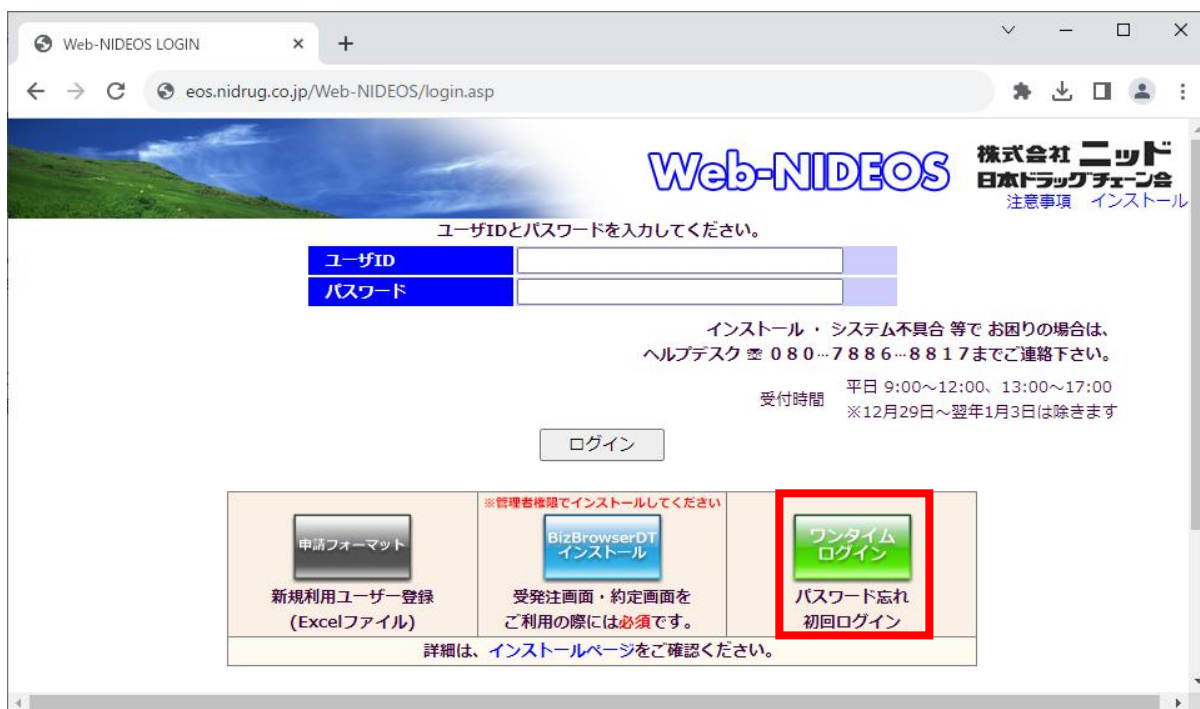 Web-NIDEOS LOGIN
eos.nidrug.co.jp/Web-NIDEOS/login.asp
Web-NIDEOS
株式会社 ニッド
日本ドラッグチェーン会
注意事項 インストール
ユーザIDとパスワードを入力してください。
ユーザID
パスワード
インストール ・ システム不具合 等で お困りの場合は、
ヘルプデスク ☎ 080…7886…8817までご連絡下さい。
受付時間
平日 9:00～12:00、13:00～17:00
※12月29日～翌年1月3日は除きます
ログイン
申請フォーマット
新規利用ユーザー登録
(Excelファイル)
※管理者権限でインストールしてください
BizBrowserDT
インストール
受発注画面・約定画面を
ご利用の際には必須です。
ワンタイム
ログイン
パスワード忘れ
初回ログイン
詳細は、インストールページをご確認ください。